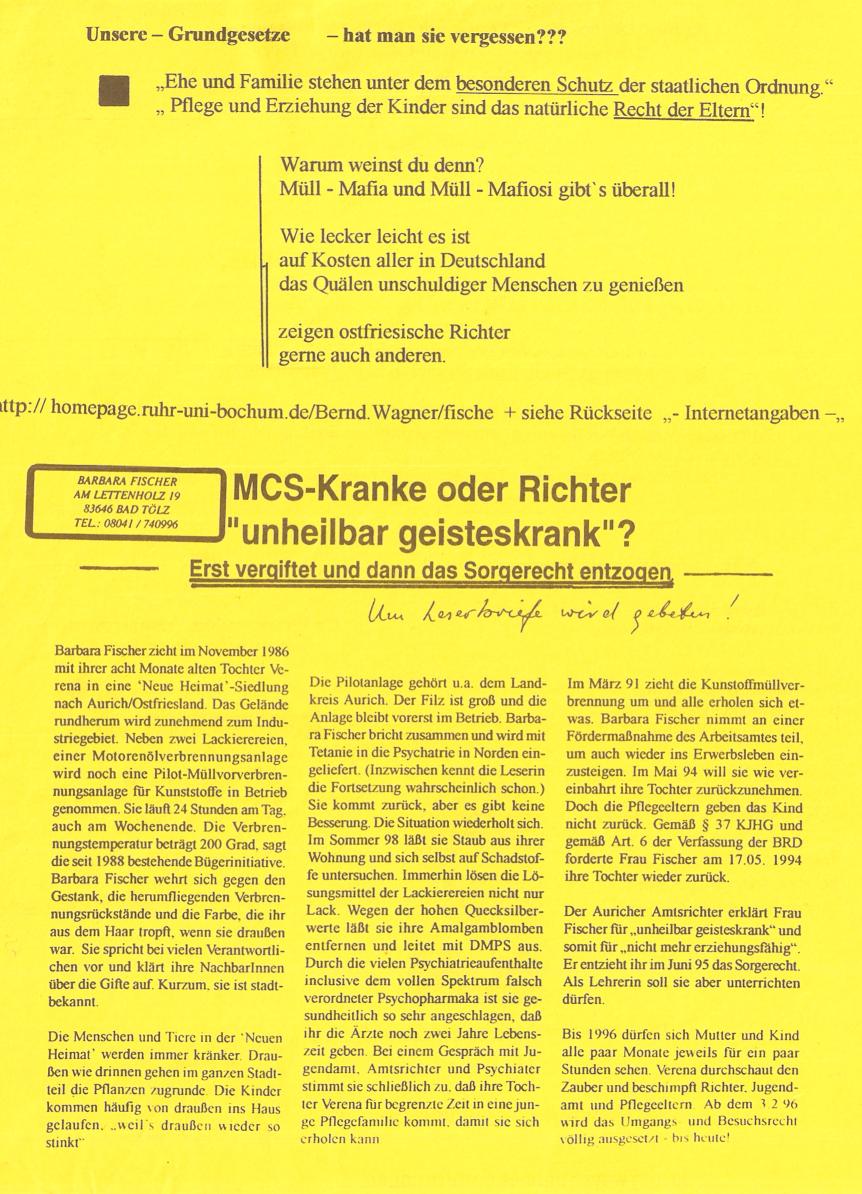 Unsere – Grundgesetze – hat man sie vergessen???
„Ehe und Familie stehen unter dem besonderen Schutz der staatlichen Ordnung.“
„ Pflege und Erziehung der Kinder sind das natürliche Recht der Eltern“!
Warum weinst du denn?
Müll - Mafia und Müll - Mafiosi gibt`s überall!
Wie lecker leicht es ist
auf Kosten aller in Deutschland
das Quälen unschuldiger Menschen zu genießen
zeigen ostfriesische Richter
gerne auch anderen.
ttp:// homepage.ruhr-uni-bochum.de/Bernd.Wagner/fische + siehe Rückseite „- Internetangaben –„
BARBARA FISCHER
AM LETTENHOLZ 19
83646 BAD TÖLZ
TEL.: 08041 / 740996
MCS-Kranke oder Richter
"unheilbar geisteskrank"?
Erst vergiftet und dann das Sorgerecht entzogen
Um Leserbriefe wird gebeten!
Barbara Fischer zieht im November 1986
mit ihrer acht Monate alten Tochter Ve-
rena in eine 'Neue Heimat'-Siedlung
nach Aurich/Ostfriesland. Das Gelände
rundherum wird zunehmend zum Indu-
striegebiet. Neben zwei Lackierereien,
einer Motorenölverbrennungsanlage
wird noch eine Pilot-Müllvorverbren-
nungsanlage für Kunststoffe in Betrieb
genommen. Sie läuft 24 Stunden am Tag,
auch am Wochenende. Die Verbren-
nungstemperatur beträgt 200 Grad, sagt
die seit 1988 bestehende Bügerinitiative.
Barbara Fischer wehrt sich gegen den
Gestank, die herumfliegenden Verbren-
nungsrückstände und die Farbe, die ihr
aus dem Haar tropft, wenn sie draußen
war. Sie spricht bei vielen Verantwortli-
chen vor und klärt ihre NachbarInnen
über die Gifte auf. Kurzum, sie ist stadt-
bekannt.
Die Menschen und Tiere in der 'Neuen
Heimat' werden immer kränker. Drau-
ßen wie drinnen gehen im ganzen Stadt-
teil die Pflanzen zugrunde. Die Kinder
kommen häufig von draußen ins Haus
gelaufen, „weil's draußen wieder so
stinkt“
Die Pilotanlage gehört u.a. dem Land-
kreis Aurich. Der Filz ist groß und die
Anlage bleibt vorerst im Betrieb. Barba-
ra Fischer bricht zusammen und wird mit
Tetanie in die Psychatrie in Norden ein-
geliefert. (Inzwischen kennt die Leserin
die Fortsetzung wahrscheinlich schon.)
Sie kommt zurück, aber es gibt keine
Besserung. Die Situation wiederholt sich.
Im Sommer 98 läßt sie Staub aus ihrer
Wohnung und sich selbst auf Schadstof-
fe untersuchen. Immerhin lösen die Lö-
sungsmittel der Lackierereien nicht nur
Lack. Wegen der hohen Quecksilber-
werte läßt sie ihre Amalgamblomben
entfernen und leitet mit DMPS aus.
Durch die vielen Psychiatrieaufenthalte
inclusive dem vollen Spektrum falsch
verordneter Psychopharmaka ist sie ge-
sundheitlich so sehr angeschlagen, daß
ihr die Ärzte noch zwei Jahre Lebens-
zeit geben. Bei einem Gespräch mit Ju-
gendamt, Amtsrichter und Psychiater
stimmt sie schließlich zu, daß ihre Toch-
ter Verena für begrenzte Zeit in eine jun-
ge Pflegefamilie kommt, damit sie sich
erholen kann
Im März 91 zieht die Kunstoffmüllver-
brennung um und alle erholen sich et-
was. Barbara Fischer nimmt an einer
Fördermaßnahme des Arbeitsamtes teil,
um auch wieder ins Erwerbsleben ein-
zusteigen. Im Mai 94 will sie wie ver-
einbahrt ihre Tochter zurückzunehmen.
Doch die Pflegeeltern geben das Kind
nicht zurück. Gemäß § 37 KJHG und
gemäß Art. 6 der Verfassung der BRD
forderte Frau Fischer am 17.05. 1994
ihre Tochter wieder zurück.
Der Auricher Amtsrichter erklärt Frau
Fischer für „unheilbar geisteskrank“ und
somit für „nicht mehr erziehungsfähig“.
Er entzieht ihr im Juni 95 das Sorgerecht.
Als Lehrerin soll sie aber unterrichten
dürfen.
Bis 1996 dürfen sich Mutter und Kind
alle paar Monate jeweils für ein paar
Stunden sehen. Verena durchschaut den
Zauber und beschimpft Richter, Jugend-
amt und Pflegeeltern. Ab dem 3.2.96
wird das Umgangs- und Besuchsrecht
völlig ausgesetzt - bis heute!